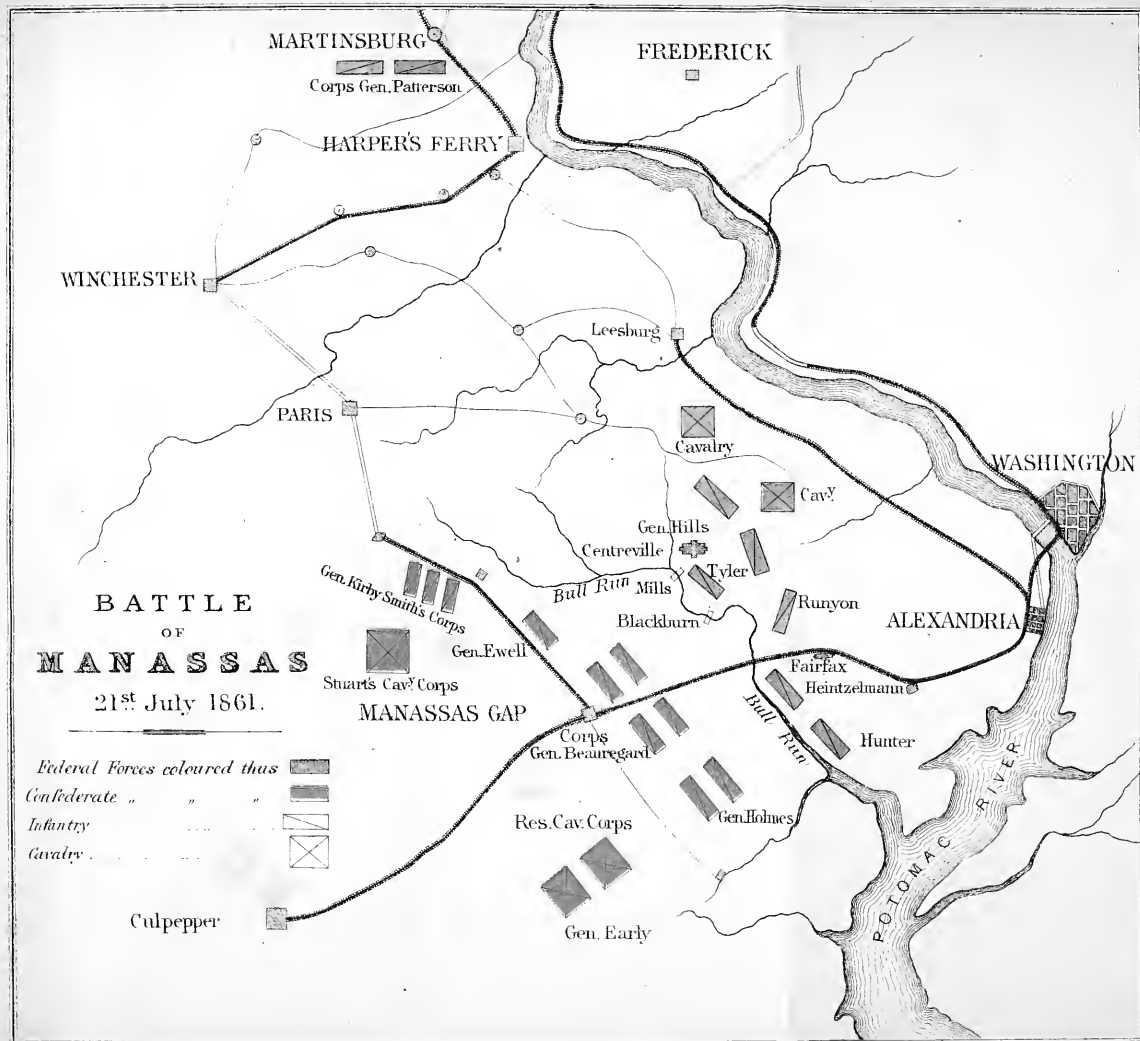 MARTINSBURG
FREDERICK
Corps Gen. Patterson
HARPER'S FERRY
WINCHESTER
Leesburg
PARIS
Cavalry
WASHINGTON
Cav.y
Gen. Hills
Centreville
Tyler
Bull Run
Mills
Gen. Kirby Smith's Corps
Blackburn
Runyon
ALEXANDRIA
BATTLE
OF
MANASSAS
21st July 1861.
Gen. Ewell
Fairfax
Stuart's Cav.y Corps
Heintzelmann
MANASSAS GAP
Bull Run
Corps
Gen. Beauregard
Hunter
Federal Forces coloured thus
Confederate „ „ „
Infantry .... ..
Cavalry . . . . ...
Gen. Holmes
Res. Cav. Corps
POTOMAC RIVER
Culpepper
Gen. Early